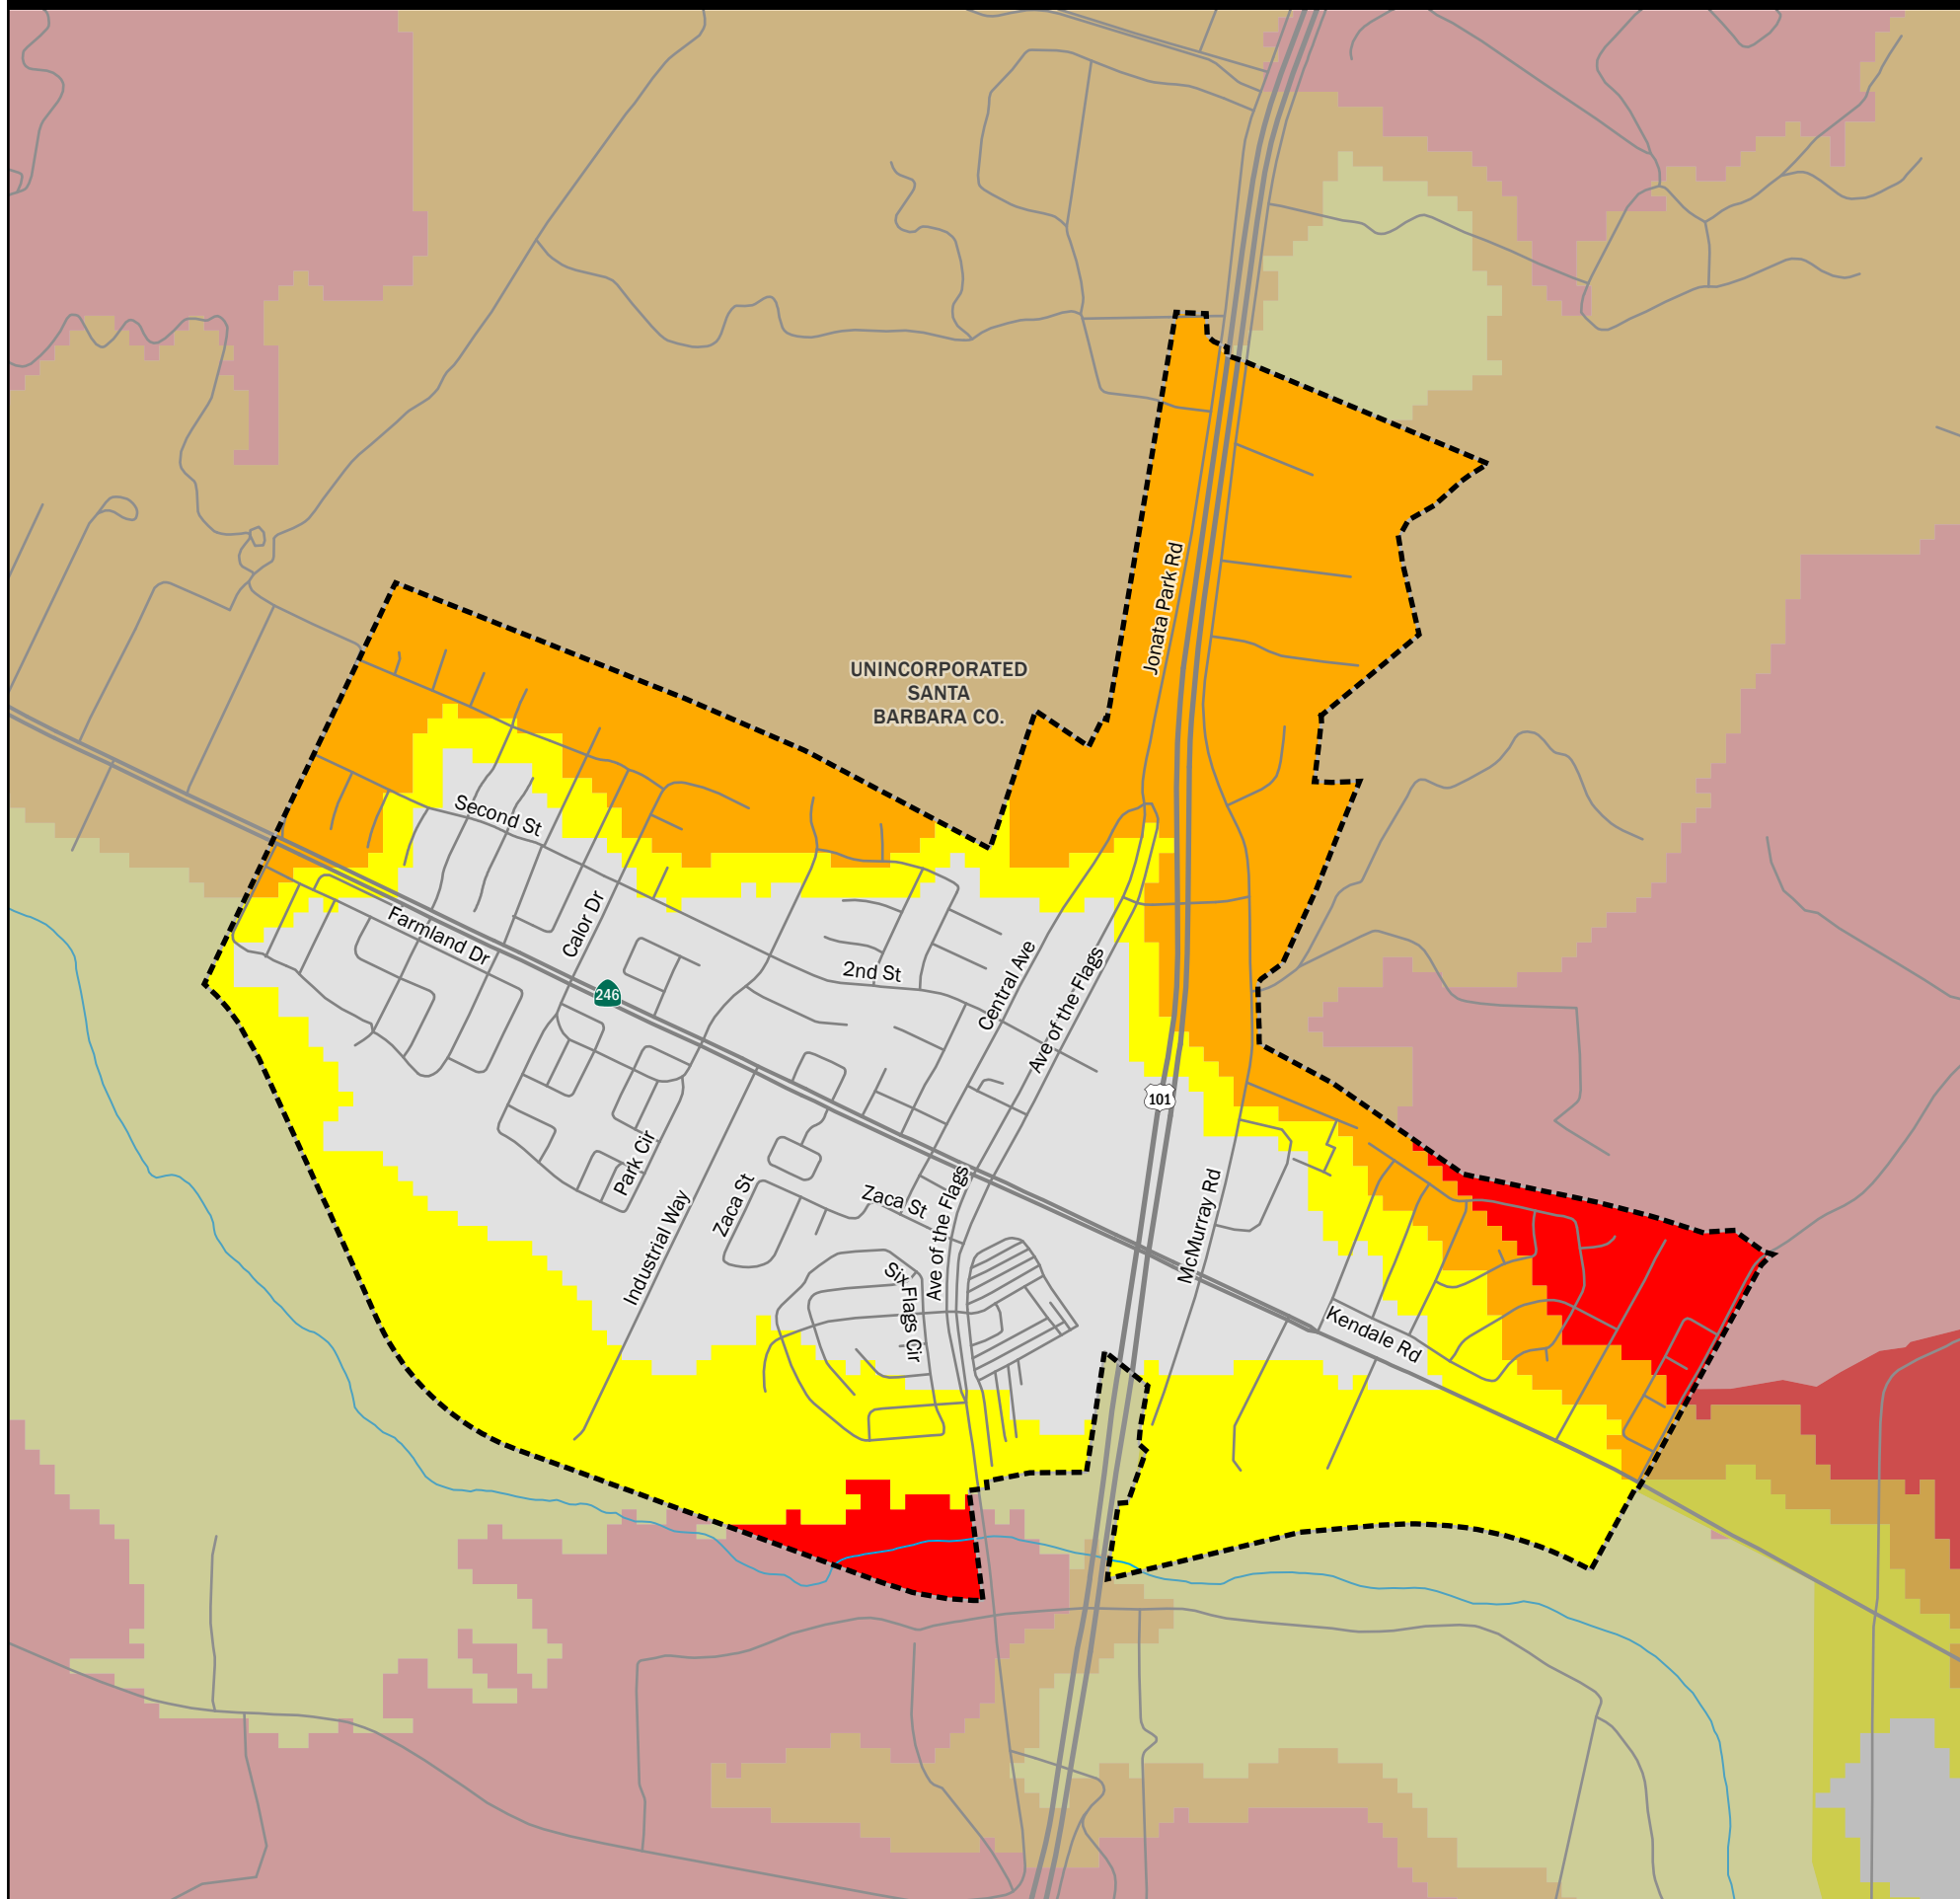 Jonata Park Rd
UNINCORPORATED
SANTA
BARBARA CO.
Second St
Farmland Dr
Calor Dr
246
2nd St
Central Ave
Ave of the Flags
101
Park Cir
Industrial Way
Zaca St
Zaca St
Ave of the Flags
McMurray Rd
Six Flags Cir
Kendale Rd